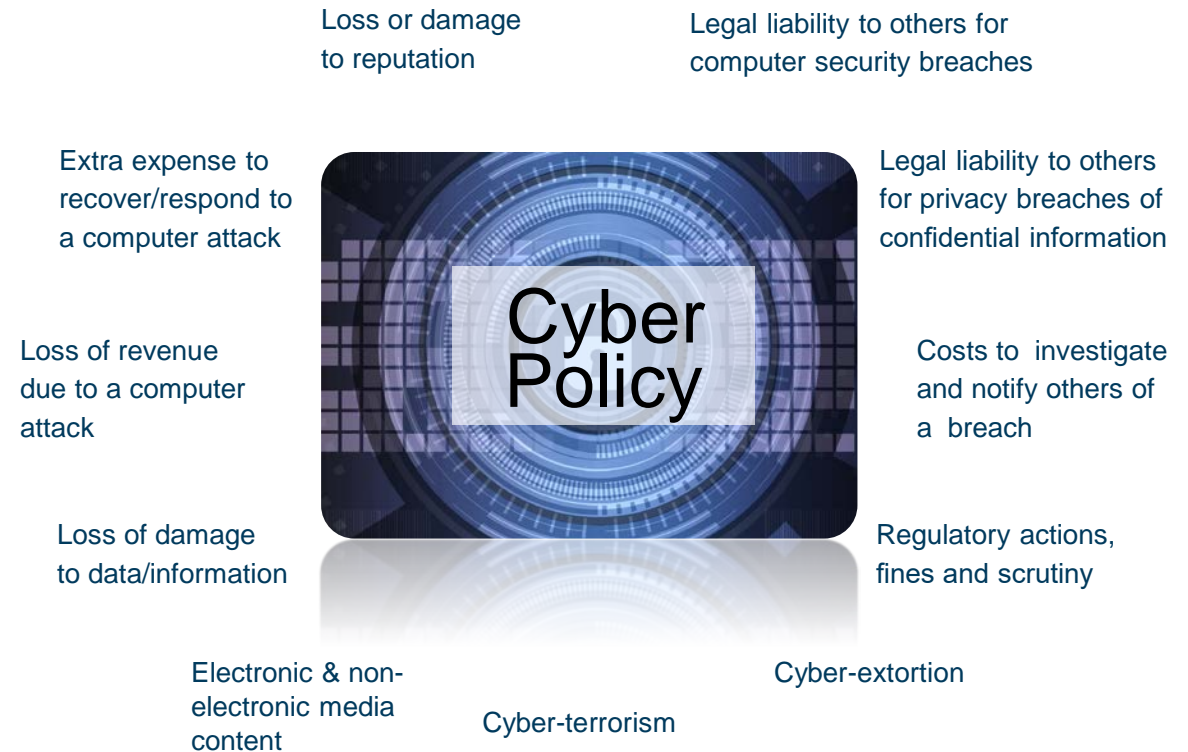 Loss or damage
to reputation
Legal liability to others for
computer security breaches
Extra expense to
recover/respond to
a computer attack
Legal liability to others
for privacy breaches of
confidential information
Cyber
Policy
Loss of revenue
due to a computer
attack
Costs to investigate
and notify others of
a breach
Loss of damage
to data/information
Regulatory actions,
fines and scrutiny
Electronic & non-
electronic media
content
Cyber-terrorism
Cyber-extortion